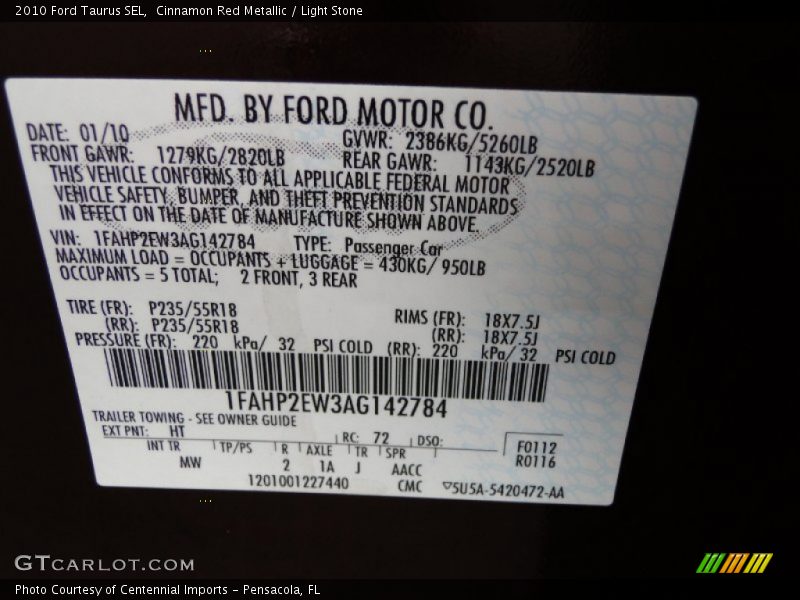 2010 Ford Taurus SEL,  Cinnamon Red Metallic / Light Stone
MFD. BY FORD MOTOR CO.
DATE: 01/10 GVWR: 2386KG/5260LB
FRONT GAWR: 1279KG/2820LB REAR GAWR: 1143KG/2520LB
THIS VEHICLE CONFORMS TO ALL APPLICABLE FEDERAL MOTOR
VEHICLE SAFETY, BUMPER, AND THEFT PREVENTION STANDARDS
IN EFFECT ON THE DATE OF MANUFACTURE SHOWN ABOVE.
VIN: 1FAHP2EW3AG142784 TYPE: Passenger Car
MAXIMUM LOAD = OCCUPANTS + LUGGAGE = 430KG/ 950LB
OCCUPANTS = 5 TOTAL; 2 FRONT, 3 REAR
TIRE (FR): P235/55R18 RIMS (FR): 18X7.5J
(RR): P235/55R18 (RR): 18X7.5J
PRESSURE (FR): 220 kPa/ 32 PSI COLD (RR): 220 kPa/ 32 PSI COLD
1FAHP2EW3AG142784
TRAILER TOWING - SEE OWNER GUIDE
EXT PNT: HT RC: 72 DSO: F0112
INT TR TP/PS R AXLE TR SPR R0116
MW 2 1A J AACC
1201001227440 CMC ▽5U5A-5420472-AA
GTCARLOT.COM
Photo Courtesy of Centennial Imports – Pensacola, FL